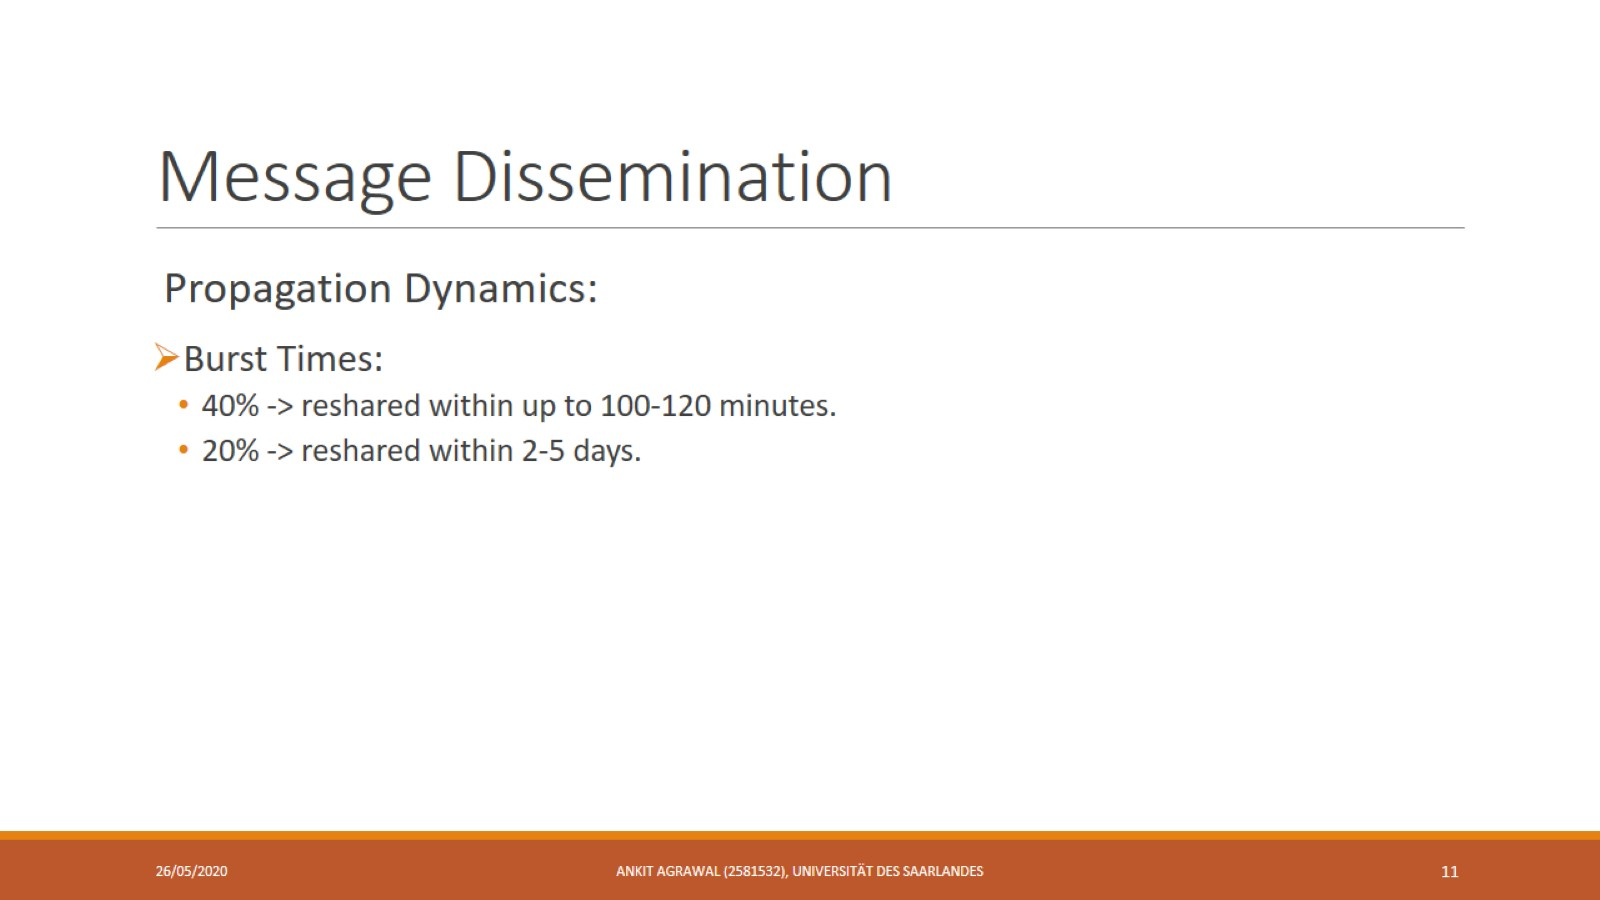 Message Dissemination
Propagation Dynamics:
Burst Times:
• 40% -> reshared within up to 100-120 minutes.
• 20% -> reshared within 2-5 days.
26/05/2020
ANKIT AGRAWAL (2581532), UNIVERSITÄT DES SAARLANDES
11